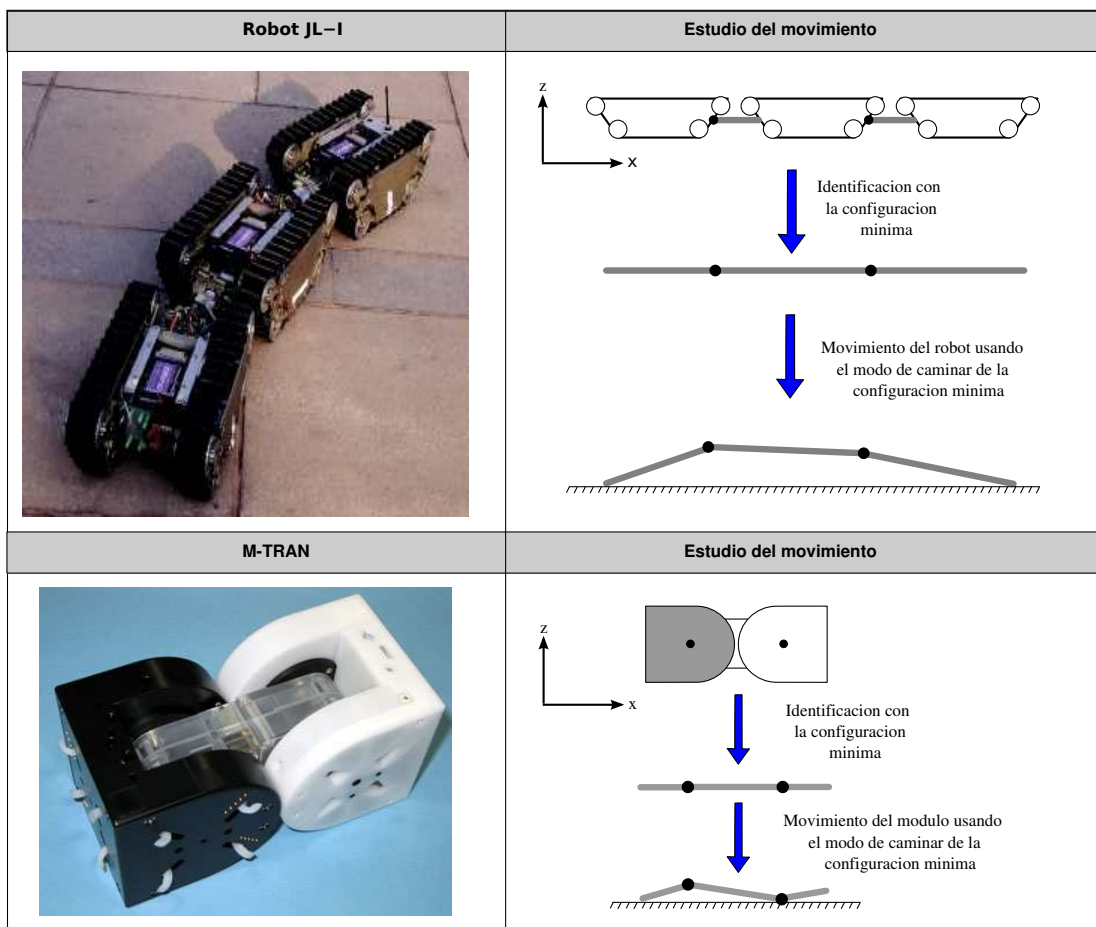 Robot JL−I
Estudio del movimiento
z
x
Identificacion con
la configuracion
minima
Movimiento del robot usando
el modo de caminar de la
configuracion minima
M-TRAN
Estudio del movimiento
z
x
Identificacion con
la configuracion
minima
Movimiento del modulo usando
el modo de caminar de la
configuracion minima